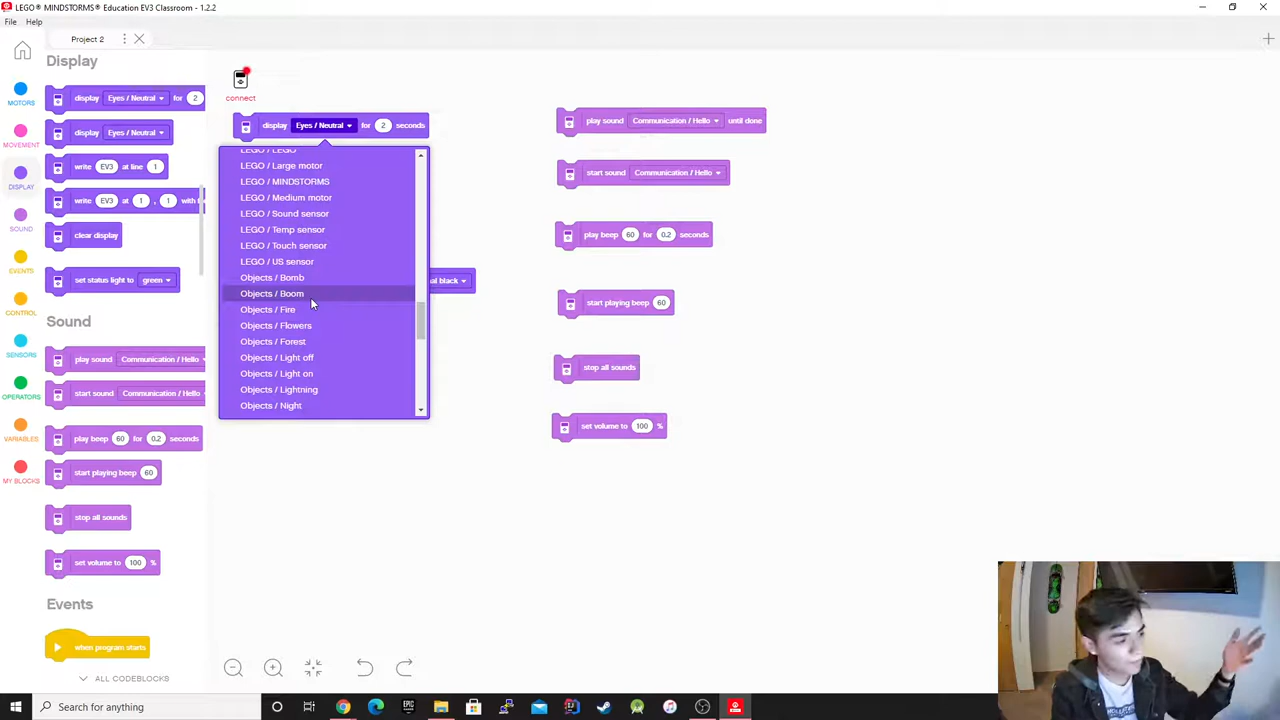 LEGO® MINDSTORMS® Education EV3 Classroom - 1.2.2
File Help
Project 2
Display
MOTORS
MOVEMENT
DISPLAY
SOUND
EVENTS
CONTROL
SENSORS
OPERATORS
VARIABLES
MY BLOCKS
display Eyes / Neutral for 2
display Eyes / Neutral
write EV3 at line 1
write EV3 at 1 , 1 with
clear display
set status light to green
Sound
play sound Communication / Hello
start sound Communication / Hello
play beep 60 for 0.2 seconds
start playing beep 60
stop all sounds
set volume to 100 %
Events
when program starts
ALL CODEBLOCKS
connect
display Eyes / Neutral for 2 seconds
LEGO / LEGO
LEGO / Large motor
LEGO / MINDSTORMS
LEGO / Medium motor
LEGO / Sound sensor
LEGO / Temp sensor
LEGO / Touch sensor
LEGO / US sensor
Objects / Bomb
Objects / Boom
Objects / Fire
Objects / Flowers
Objects / Forest
Objects / Light off
Objects / Light on
Objects / Lightning
Objects / Night
al black
play sound Communication / Hello until done
start sound Communication / Hello
play beep 60 for 0.2 seconds
start playing beep 60
stop all sounds
set volume to 100 %
Search for anything